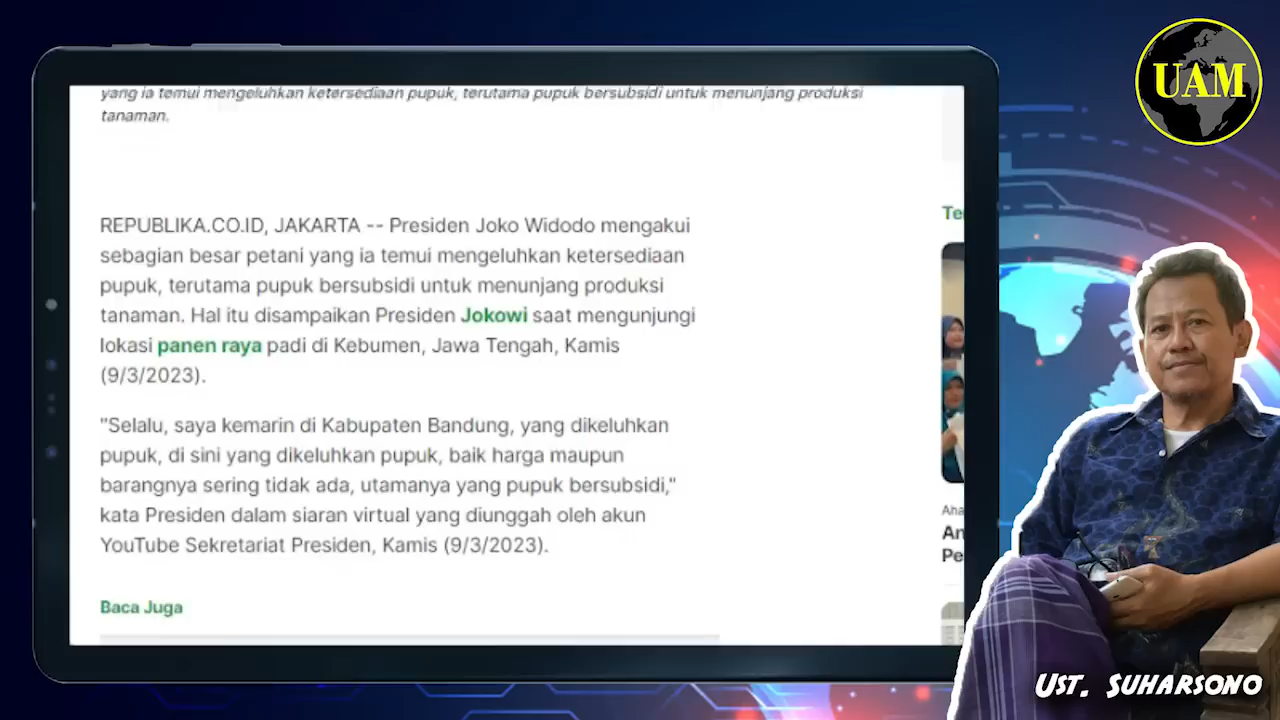 yang ia temui mengeluhkan ketersediaan pupuk, terutama pupuk bersubsidi untuk menunjang produksi
tanaman.
REPUBLIKA.CO.ID, JAKARTA -- Presiden Joko Widodo mengakui
sebagian besar petani yang ia temui mengeluhkan ketersediaan
pupuk, terutama pupuk bersubsidi untuk menunjang produksi
tanaman. Hal itu disampaikan Presiden Jokowi saat mengunjungi
lokasi panen raya padi di Kebumen, Jawa Tengah, Kamis
(9/3/2023).
"Selalu, saya kemarin di Kabupaten Bandung, yang dikeluhkan
pupuk, di sini yang dikeluhkan pupuk, baik harga maupun
barangnya sering tidak ada, utamanya yang pupuk bersubsidi,"
kata Presiden dalam siaran virtual yang diunggah oleh akun
YouTube Sekretariat Presiden, Kamis (9/3/2023).
Baca Juga
Te
Aha
An
Pe
UAM
UST. SUHARSONO